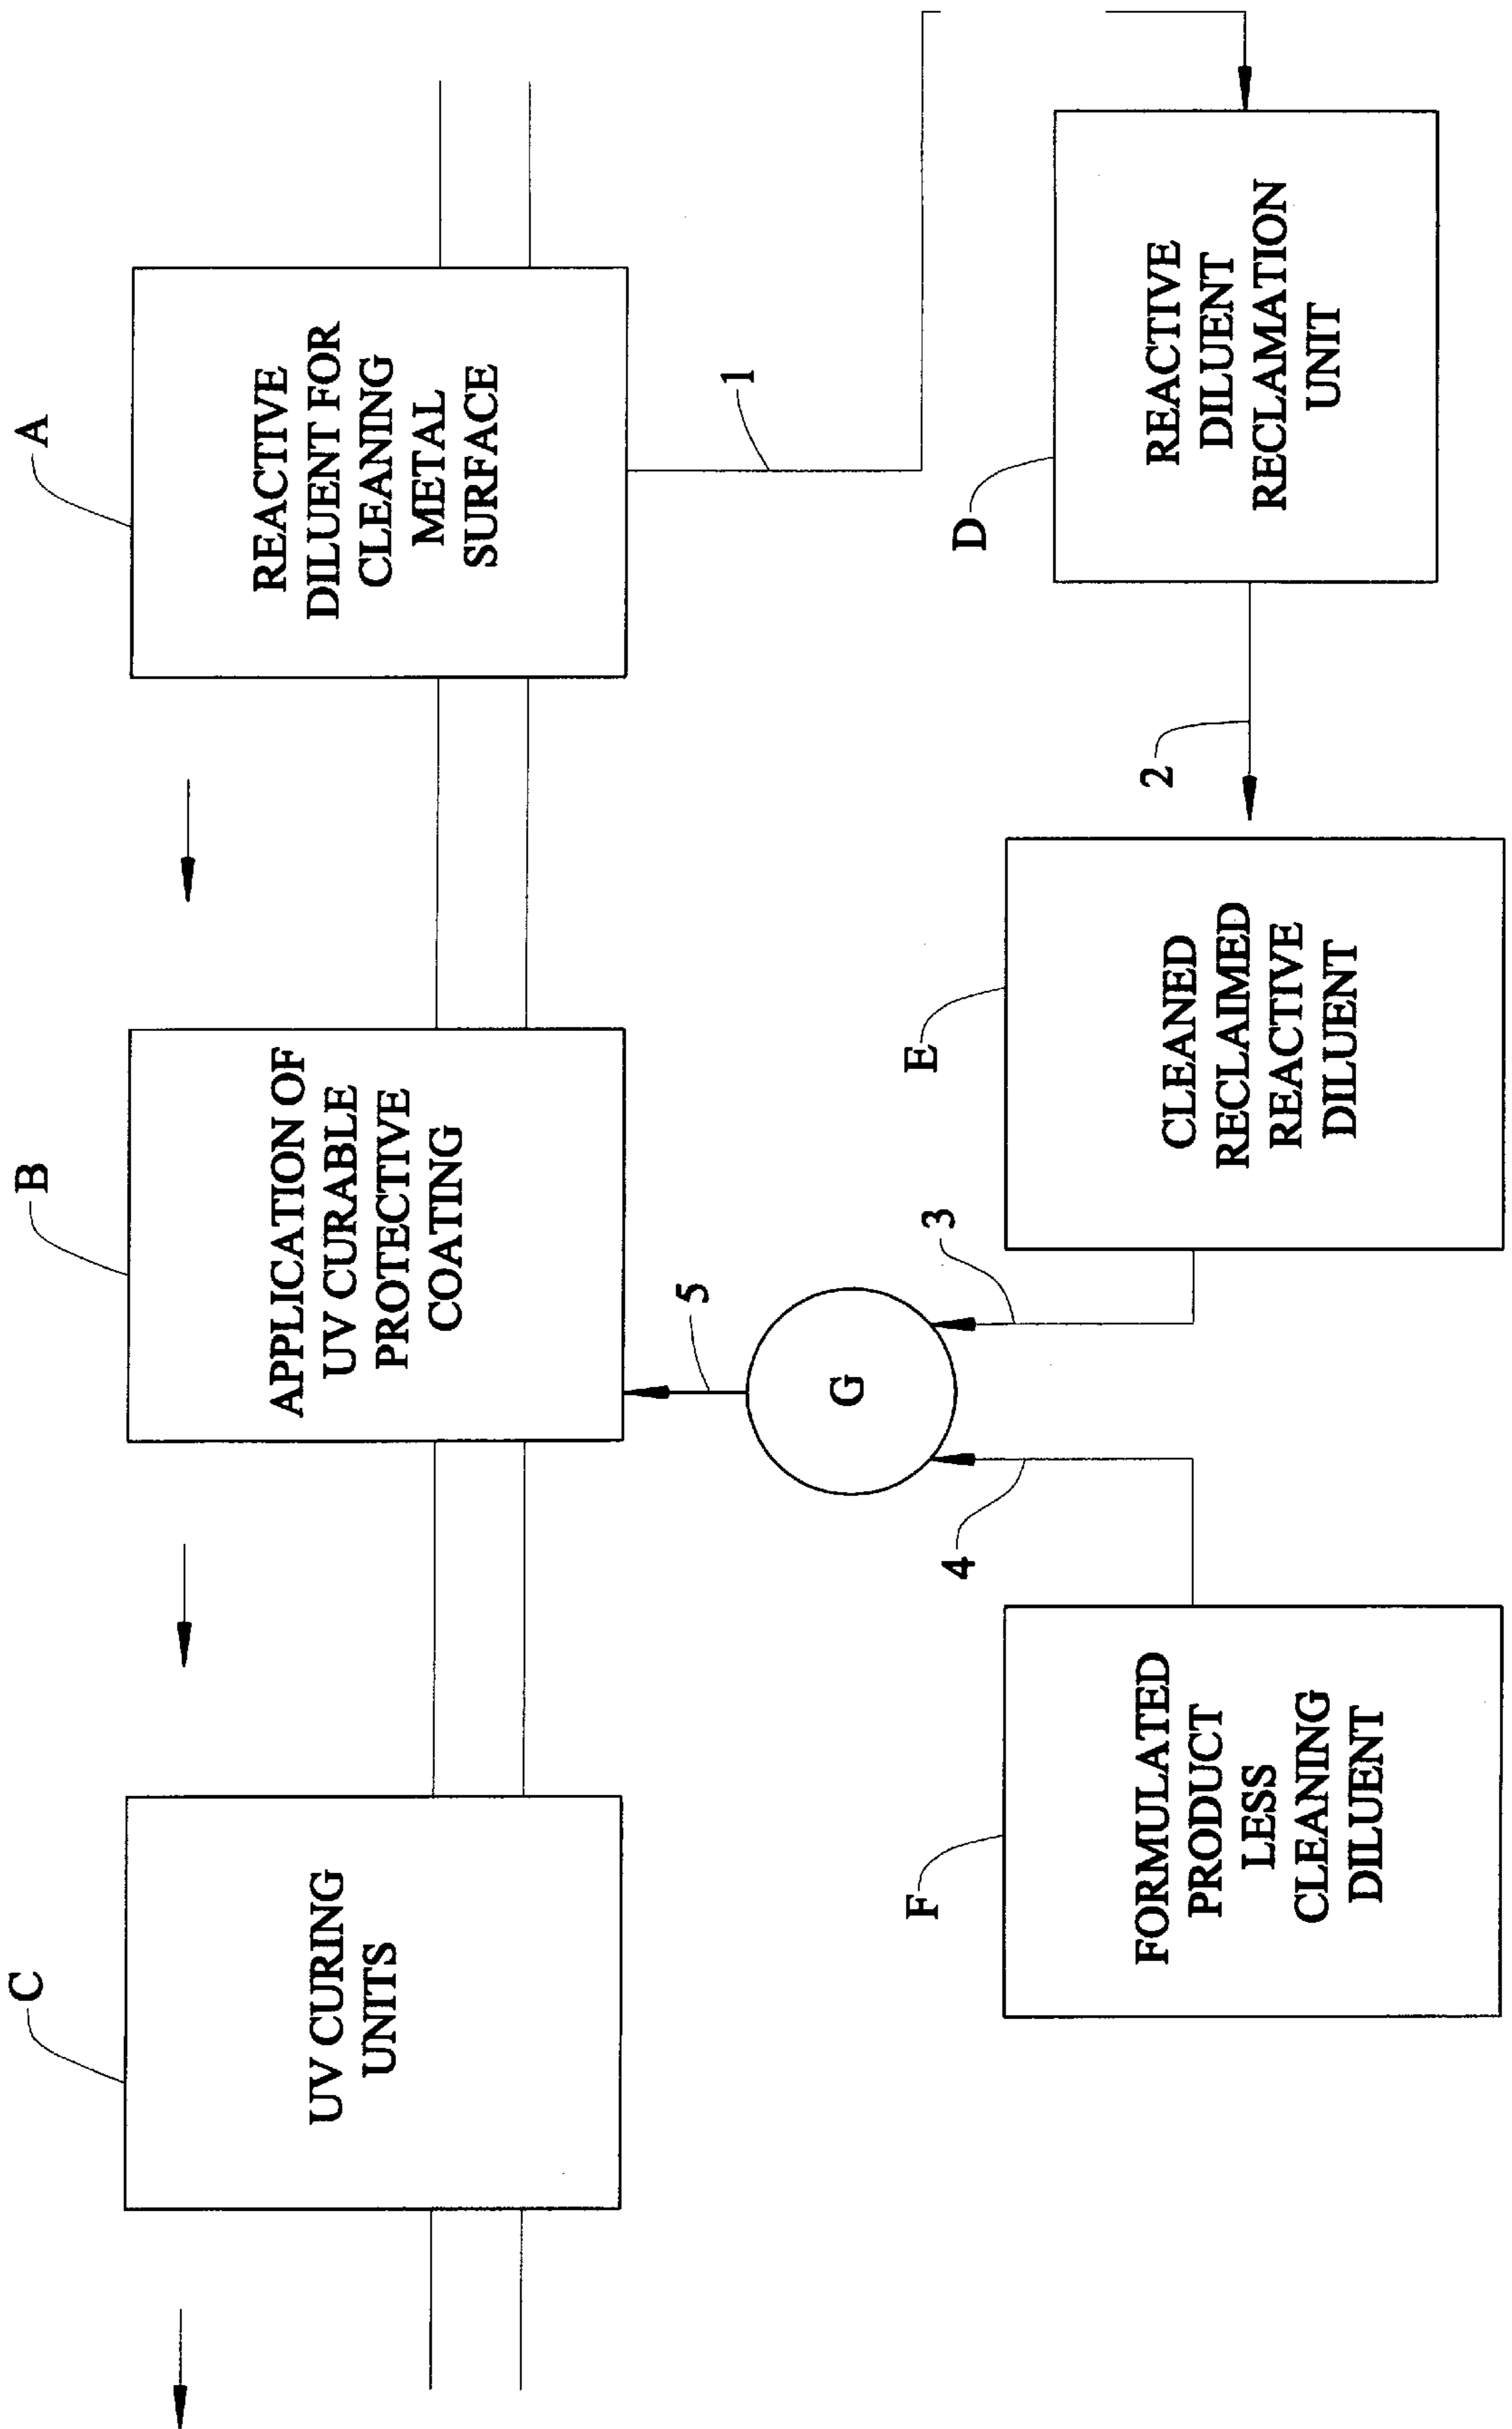 A
REACTIVE
DILUENT FOR
CLEANING
METAL
SURFACE
B
APPLICATION OF
UV CURABLE
PROTECTIVE
COATING
C
UV CURING
UNITS
1
D
REACTIVE
DILUENT
RECLAMATION
UNIT
2
E
CLEANED
RECLAIMED
REACTIVE
DILUENT
3
G
5
4
F
FORMULATED
PRODUCT
LESS
CLEANING
DILUENT